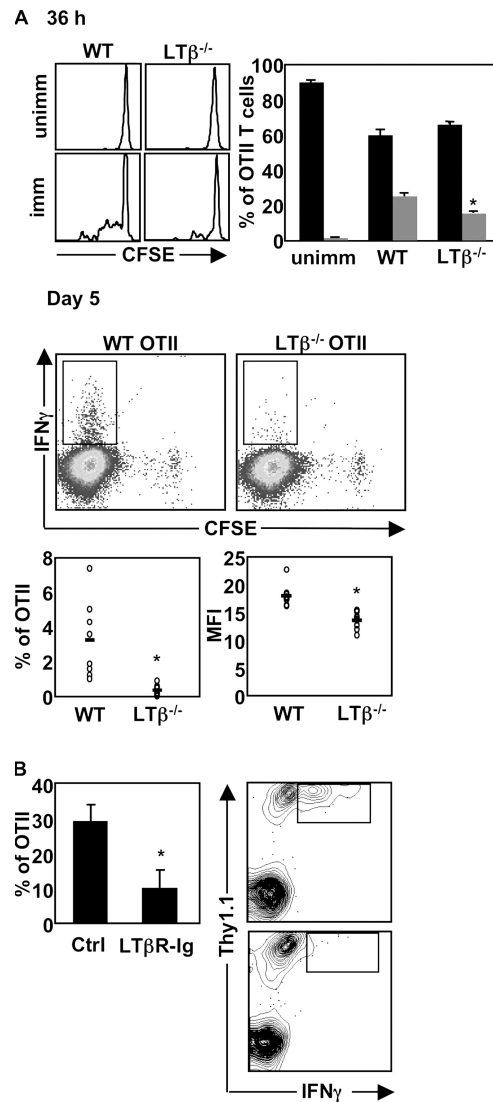 A 36 h
WT LTβ-/-
unimm
imm
CFSE
% of OTII T cells
100
80
60
40
20
0
*
unimm WT LTβ-/-
Day 5
WT OTII LTβ-/- OTII
IFNγ
CFSE
% of OTII
8
6
4
2
0
*
WT LTβ-/-
MFI
25
20
15
10
5
0
*
WT LTβ-/-
B
% of OTII
40
30
20
10
0
*
Ctrl LTβR-Ig
Thy1.1
IFNγ